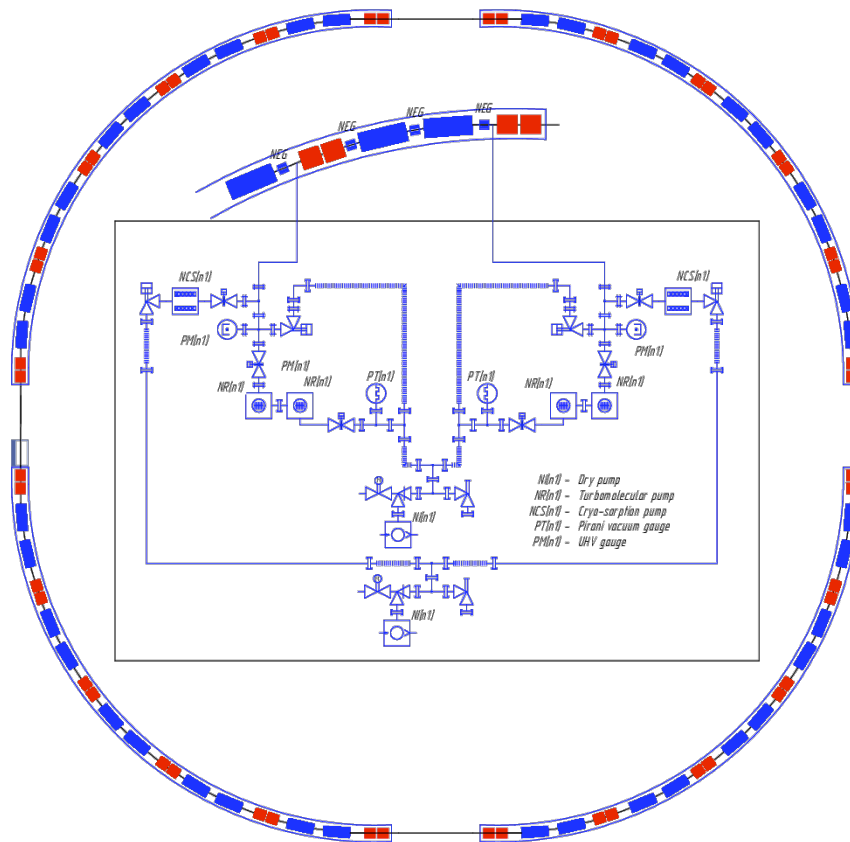 NEG
NEG
NEG
NEG
NCS(n1)
NCS(n1)
PM(n1)
PM(n1)
PM(n1)
NR(n1)
NR(n1)
PT(n1)
PT(n1)
NR(n1)
NR(n1)
N(n1) - Dry pump
NR(n1) - Turbomolecular pump
NCS(n1) - Cryo-sorption pump
PT(n1) - Pirani vacuum gauge
PM(n1) - UHV gauge
NI(n1)
NI(n1)